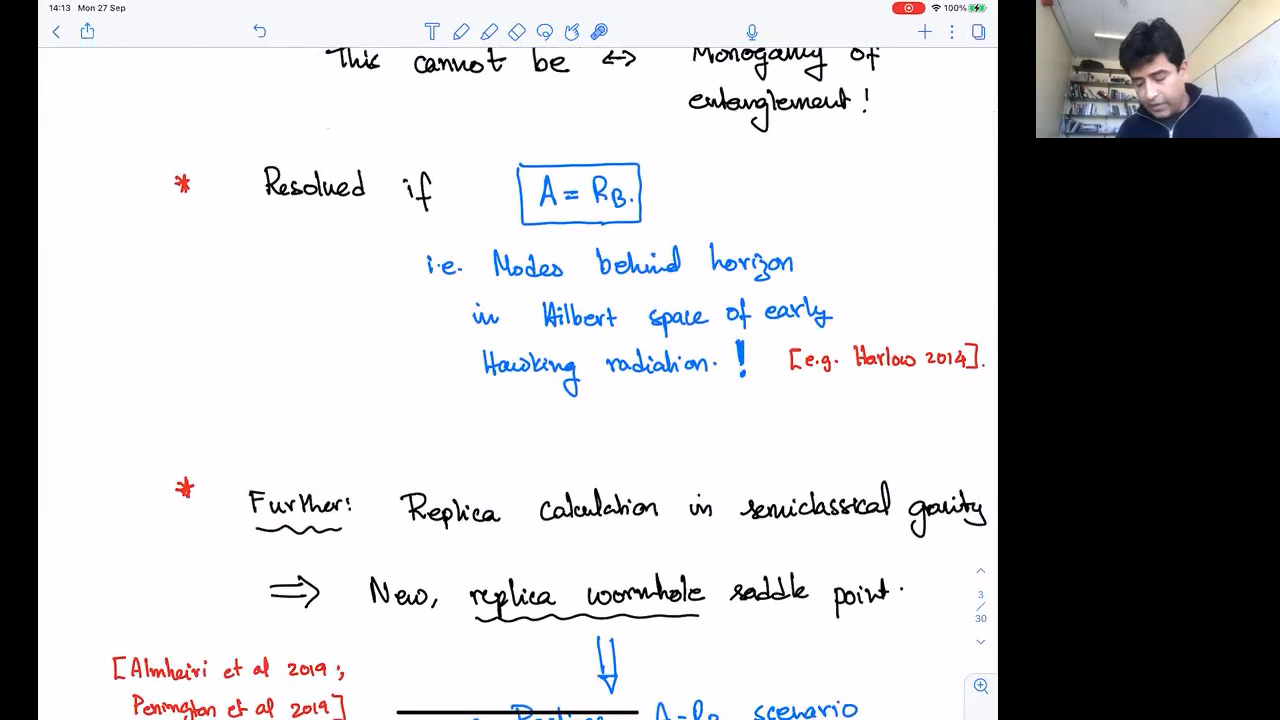 14:13 Mon 27 Sep
100%
This cannot be ↔ Monogamy of
entanglement!
* Resolved if A = R_B.
i.e. Modes behind horizon
in Hilbert space of early
Hawking radiation. ! [e.g. Harlow 2014].
* Further: Replica calculation in semiclassical gravity
⇒ New, replica wormhole saddle point.
[Almheiri et al 2019;
Penington et al 2019]
A=R_B scenario
3
/
30